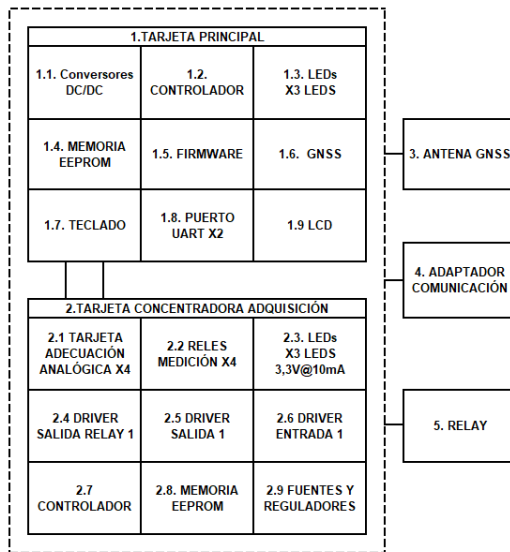 1.TARJETA PRINCIPAL
1.1. Conversores
DC/DC
1.2.
CONTROLADOR
1.3. LEDs
X3 LEDS
1.4. MEMORIA
EEPROM
1.5. FIRMWARE
1.6. GNSS
1.7. TECLADO
1.8. PUERTO
UART X2
1.9 LCD
2.TARJETA CONCENTRADORA ADQUISICIÓN
2.1 TARJETA
ADECUACIÓN
ANALÓGICA X4
2.2 RELES
MEDICIÓN X4
2.3. LEDs
X3 LEDS
3,3V@10mA
2.4 DRIVER
SALIDA RELAY 1
2.5 DRIVER
SALIDA 1
2.6 DRIVER
ENTRADA 1
2.7
CONTROLADOR
2.8. MEMORIA
EEPROM
2.9 FUENTES Y
REGULADORES
3. ANTENA GNSS
4. ADAPTADOR
COMUNICACIÓN
5. RELAY